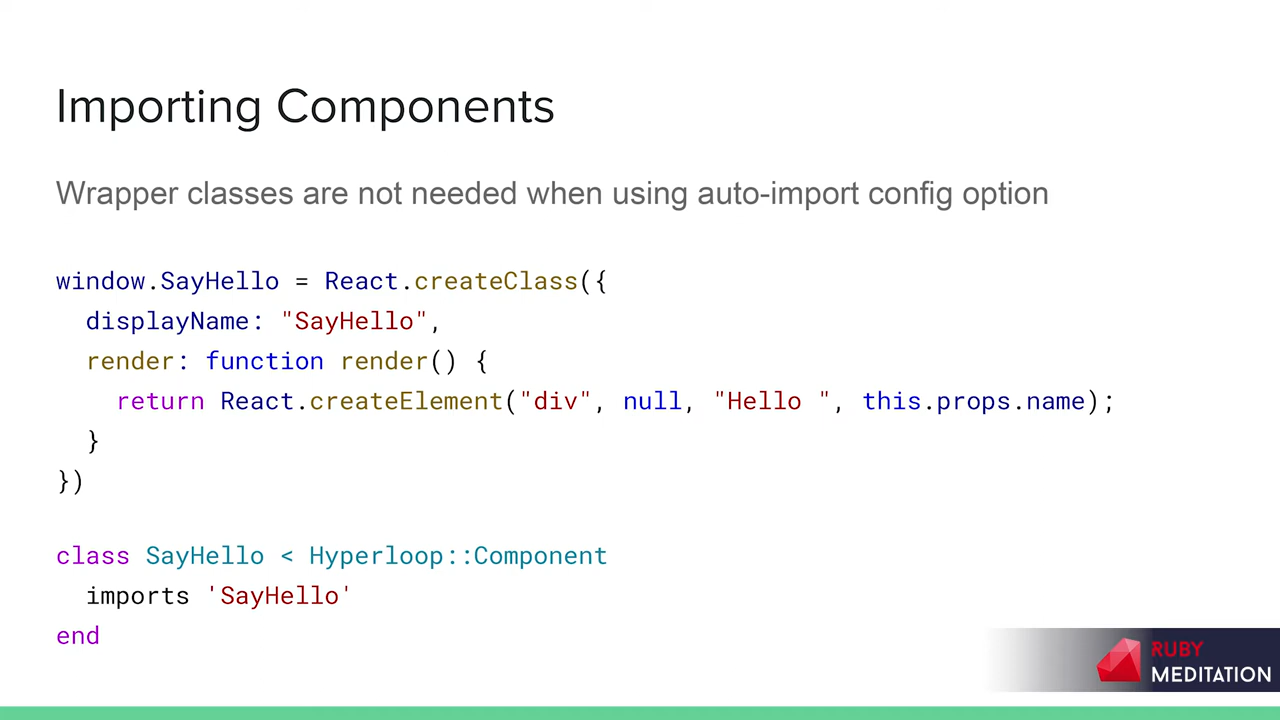 Importing Components
Wrapper classes are not needed when using auto-import config option
window.SayHello = React.createClass({
  displayName: "SayHello",
  render: function render() {
    return React.createElement("div", null, "Hello ", this.props.name);
  }
})
class SayHello < Hyperloop::Component
  imports 'SayHello'
end
RUBY
MEDITATION